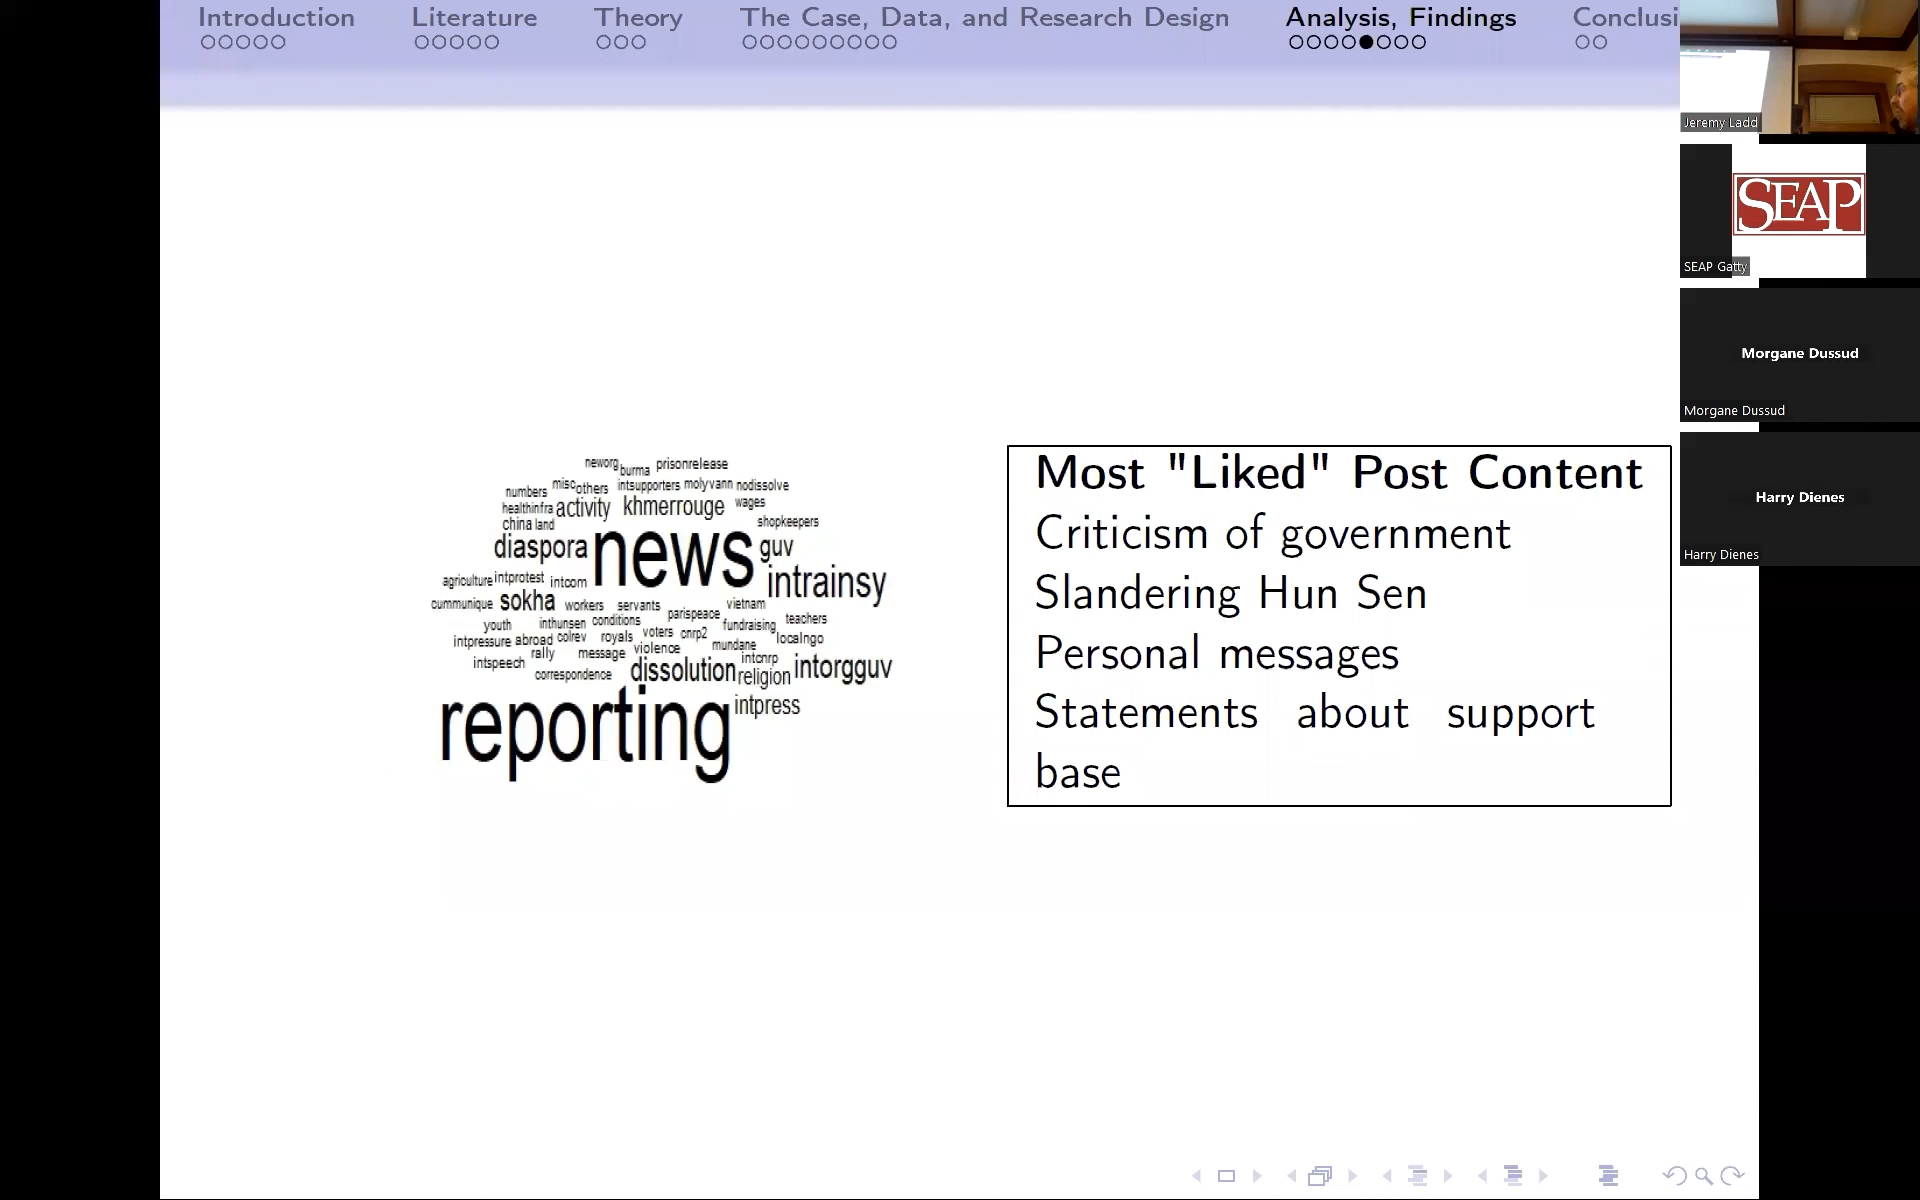 Introduction Literature Theory The Case, Data, and Research Design Analysis, Findings Conclusi
Jeremy Ladd
SEAP
SEAP Gatty
Morgane Dussud
Morgane Dussud
Harry Dienes
Harry Dienes
neworg burma prisonrelease
numbers misc others intsupporters molyvann nodissolve
healthinfra activity khmerrouge wages
china land shopkeepers
diaspora news guv
agriculture intprotest intcom intrainsy
cummunique sokha workers servants parispeace vietnam
youth inthunsen conditions fundraising teachers
intpressure abroad colrev royals voters cnrp2 localngo
rally message violence mundane
intspeech intcnrp
correspondence dissolution religion intorgguv
reporting intpress
Most "Liked" Post Content
Criticism of government
Slandering Hun Sen
Personal messages
Statements about support
base